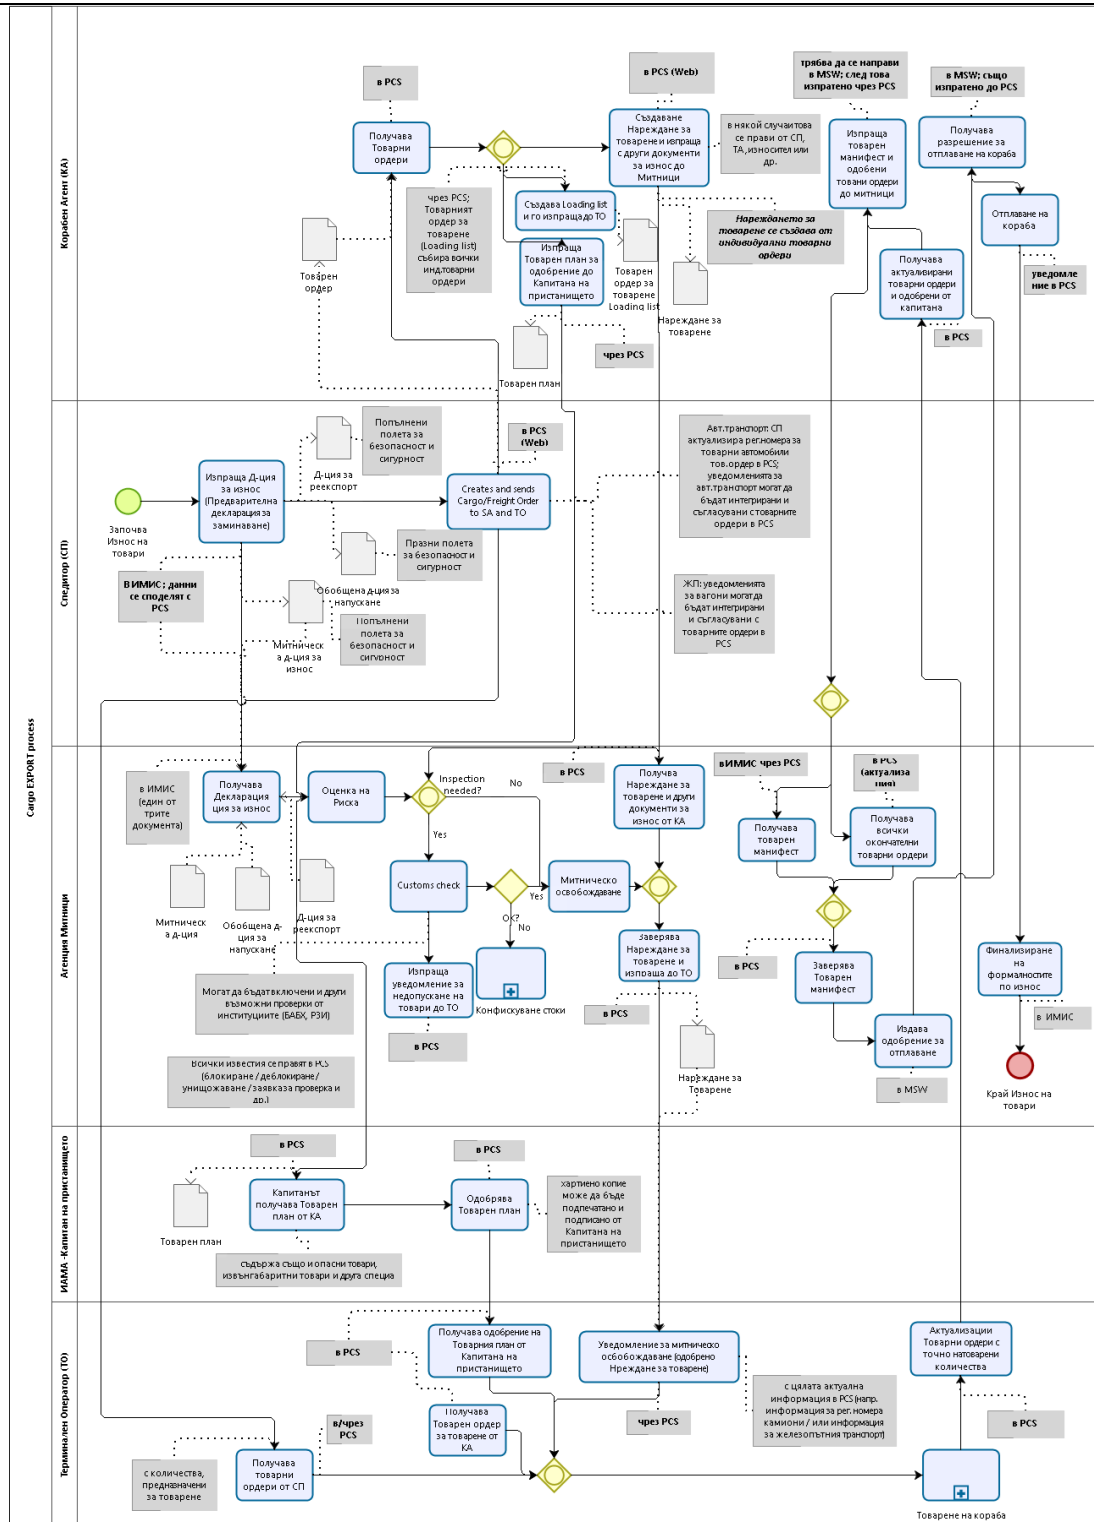 Cargo EXPORT process
Корабен Агент (КА)
в PCS
Получава
Товарни
ордери
в PCS (Web)
Създаване
Нареждане за
товарене и изпраща
с други документи
за износ до
Митници
в някой случаи това
се прави от СП,
ТА, износител или
др.
трябва да се направи
в MSW; след това
изпратено чрез PCS
Изпраща
товарен
манифест и
одобени
товани ордери
до митници
в MSW; също
изпратено до PCS
Получава
разрешение за
отплаване на кораба
чрез PCS;
Товарният
ордер за
товарене
(Loading list)
събира всички
инд.товарни
ордери
Създава Loading list
и го изпраща до ТО
Изпраща
Товарен план за
одобрение до
Капитана на
пристанището
Нареждането за
товарене се създава от
индивидуални товарни
ордери
Отплаване на
кораба
Получава
актуализирани
товарни ордери
и одобрени от
капитана
уведомле
ние в PCS
Товарен
ордер
Товарен
ордер за
товарене
Loading list
Нареждане за
товарене
в PCS
чрез PCS
Товарен план
Спедитор (СП)
Започва
Износ на
товари
Изпраща Д-ция
за износ
(Предварителна
декларация за
заминаване)
Д-ция за
реекспорт
Попълнени
полета за
безопасност и
сигурност
в PCS
(Web)
Creates and sends
Cargo/Freight Order
to SA and TO
Авт.транспорт: СП
актуализира рег.номера за
товарни автомобили
тов.ордер в PCS;
уведомленията за
авт.транспорт могат да
бъдат интегрирани и
съгласувани с товарните
ордери в PCS
Празни полета
за безопасност и
сигурност
Обобщена д-ция за
напускане
В ИМИС ; данни
се споделят с
PCS
Попълнени
полета за
безопасност и
сигурност
Митническ
а д-ция за
износ
ЖП: уведомленията
за вагони могат да
бъдат интегрирани
и съгласувани с
товарните ордери в
PCS
Агенция Митници
в ИМИС
(един от
трите
документа)
Получава
Декларация
ция за износ
Оценка на
Риска
Inspection
needed?
No
Yes
в PCS
Получва
Нареждане за
товарене и други
документи за
износ от КА
в ИМИС чрез PCS
в PCS
(актуализа
ния)
Получава
товарен
манифест
Получава
всички
окончателни
товарни ордери
Customs check
OK?
Yes
No
Митническо
освобождаване
Митническ
а д-ция
Обобщена д-
ция за
напускане
Д-ция за
реекспорт
Изпраща
уведомление за
недопускане на
товари до ТО
Конфискуване стоки
Заверява
Нареждане за
товарене и
изпраща до ТО
в PCS
Заверява
Товарен
манифест
Финализиране
на
формалностите
по износ
Могат да бъдат включени и други
възможни проверки от
институциите (БАБХ, РЗИ)
в PCS
в PCS
Издава
одобрение за
отплаване
в ИМИС
Всички известия се правят в PCS
(блокиране / деблокиране /
унищожаване / заявка за проверка и
др.)
Нареждане за
Товарене
в MSW
Край Износ на
товари
ИАМА -Капитан на пристанището
в PCS
в PCS
Капитанът
получава Товарен
план от КА
Одобрява
Товарен план
хартиено копие
може да бъде
подпечатано и
подписано от
Капитана на
пристанището
Товарен план
съдържа също и опасни товари,
извънгабаритни товари и друга специа
Терминален Оператор (ТО)
в PCS
Получава одобрение на
Товарния план от
Капитана на
пристанището
Уведомление за митническо
освобождаване (одобрено
Нреждане за товарене)
Актуализации
Товарни ордери с
точно натоварени
количества
в/чрез
PCS
Получава
Товарен ордер
за товарене от
КА
чрез PCS
с цялата актуална
информация в PCS (напр.
информация за рег. номера
камиони / или информация
за железопътния транспорт)
в PCS
с количества,
предназначени
за товарене
Получава
товарни
ордери от СП
Товарене на кораба